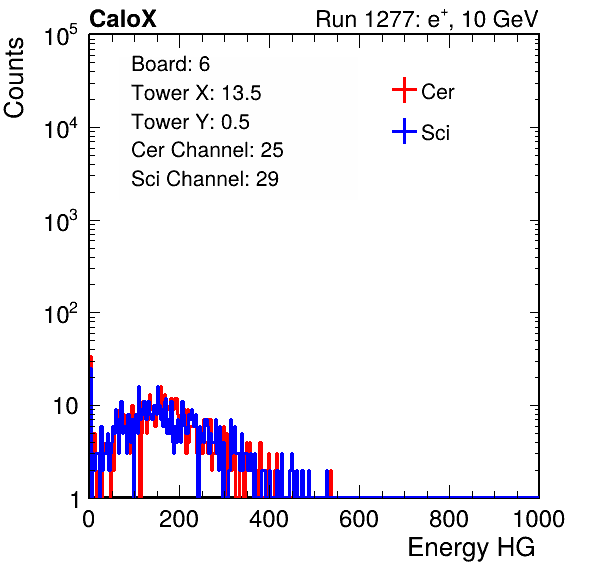 CaloX Run 1277: e⁺, 10 GeV
Counts
10⁵
10⁴
10³
10²
10
1
Board: 6
Tower X: 13.5
Tower Y: 0.5
Cer Channel: 25
Sci Channel: 29
Cer
Sci
0 200 400 600 800 1000
Energy HG